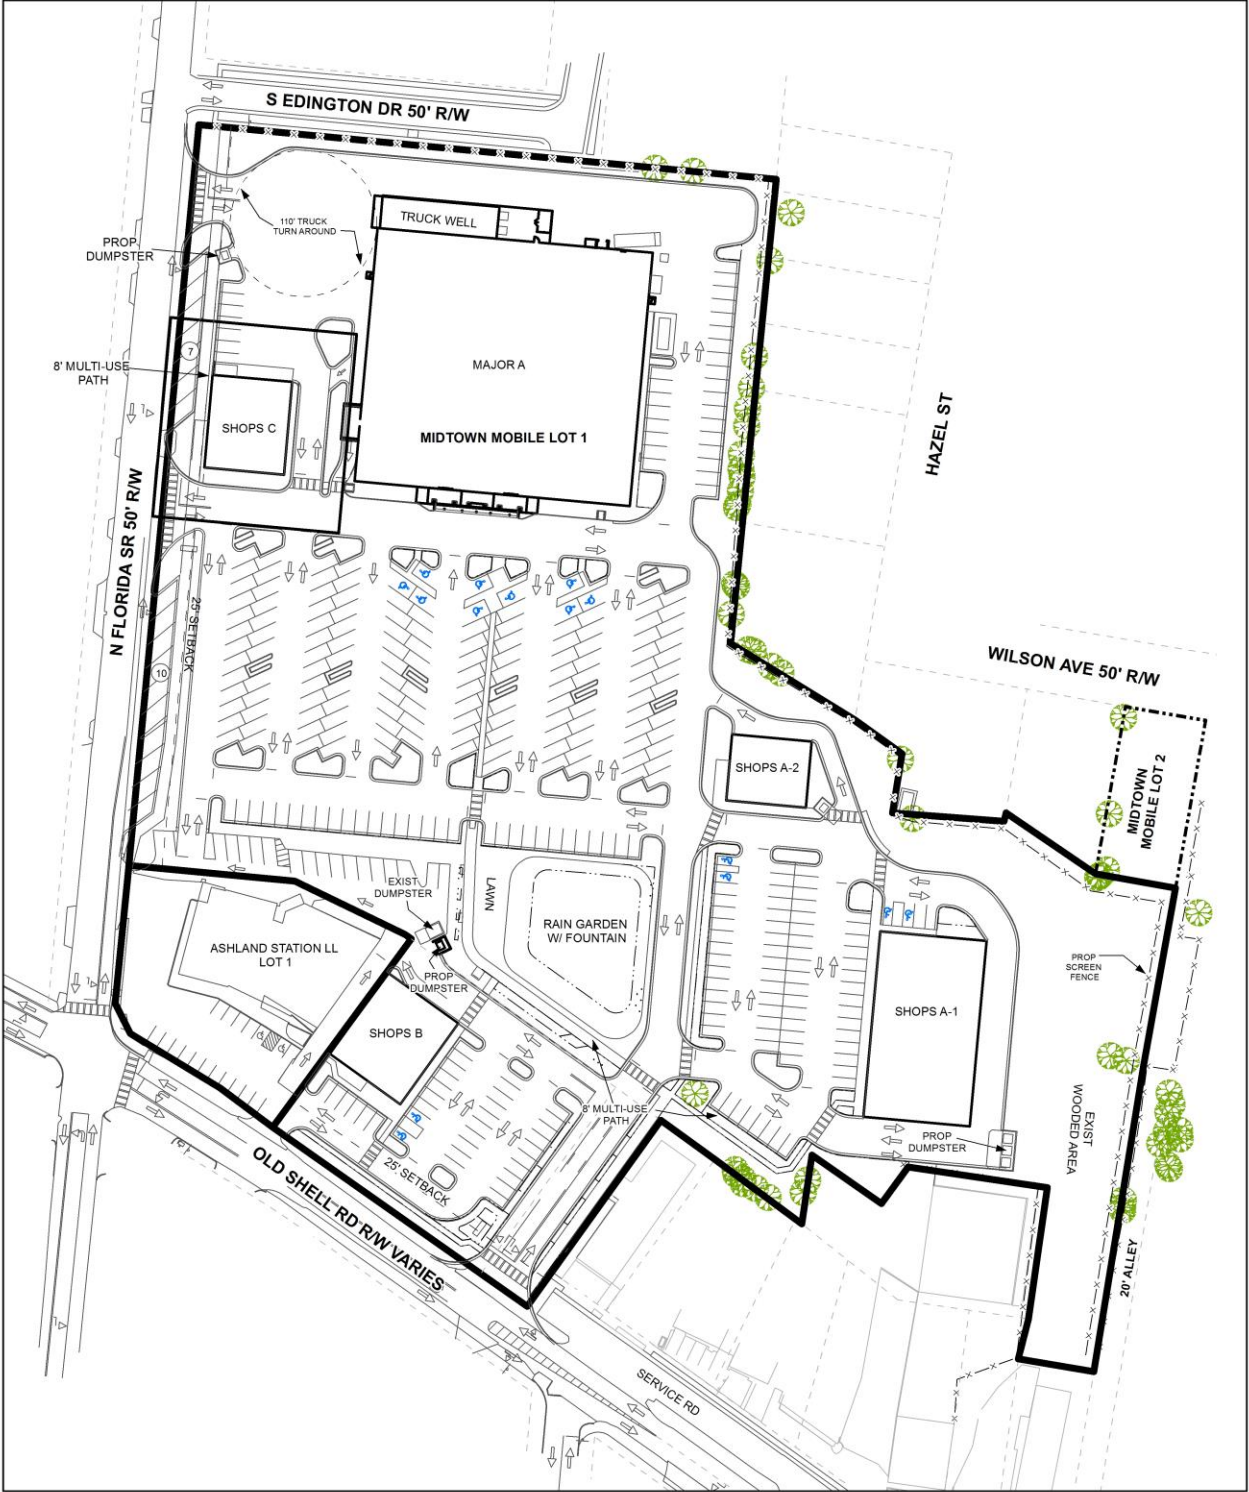 S EDINGTON DR 50' R/W
TRUCK WELL
110' TRUCK
TURN AROUND
PROP
DUMPSTER
8' MULTI-USE
PATH
7
MAJOR A
SHOPS C
MIDTOWN MOBILE LOT 1
HAZEL ST
N FLORIDA SR 50' R/W
25' SETBACK
10
WILSON AVE 50' R/W
SHOPS A-2
MIDTOWN
MOBILE LOT 2
EXIST
DUMPSTER
LAWN
RAIN GARDEN
W/ FOUNTAIN
ASHLAND STATION LL
LOT 1
PROP
DUMPSTER
PROP
SCREEN
FENCE
SHOPS B
SHOPS A-1
8' MULTI-USE
PATH
EXIST
WOODED AREA
PROP
DUMPSTER
25' SETBACK
OLD SHELL RD R/W VARIES
20' ALLEY
SERVICE RD